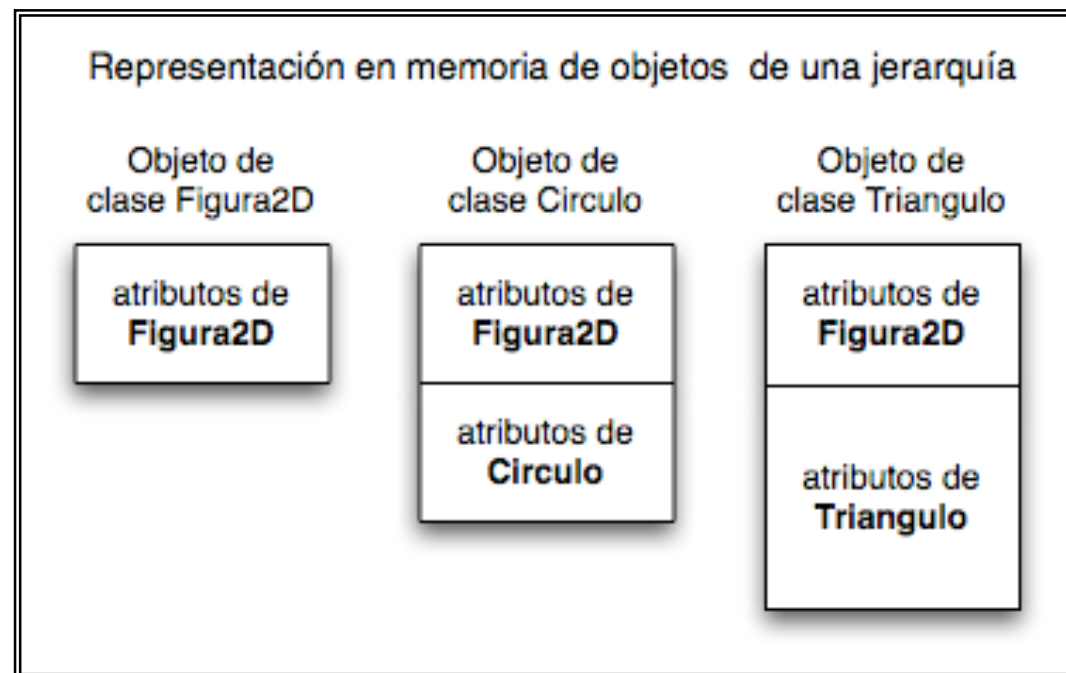 Representación en memoria de objetos de una jerarquía
Objeto de
clase Figura2D
atributos de
Figura2D
Objeto de
clase Circulo
atributos de
Figura2D
atributos de
Circulo
Objeto de
clase Triangulo
atributos de
Figura2D
atributos de
Triangulo